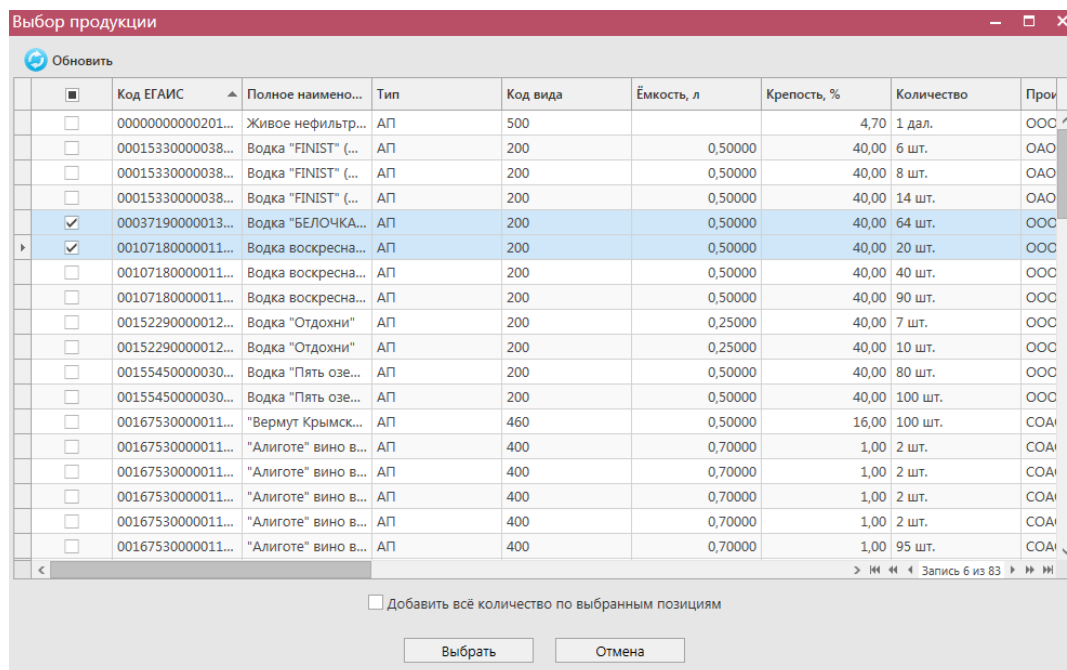 Выбор продукции
Обновить
Код ЕГАИС Полное наимено... Тип Код вида Ёмкость, л Крепость, % Количество Прои
00000000000201... Живое нефильтр... АП 500 4,70 1 дал. ООО
00015330000038... Водка "FINIST" (... АП 200 0,50000 40,00 6 шт. ОАО
00015330000038... Водка "FINIST" (... АП 200 0,50000 40,00 8 шт. ОАО
00015330000038... Водка "FINIST" (... АП 200 0,50000 40,00 14 шт. ОАО
00037190000013... Водка "БЕЛОЧКА... АП 200 0,50000 40,00 64 шт. ООО
00107180000011... Водка воскресна... АП 200 0,50000 40,00 20 шт. ООО
00107180000011... Водка воскресна... АП 200 0,50000 40,00 40 шт. ООО
00107180000011... Водка воскресна... АП 200 0,50000 40,00 90 шт. ООО
00152290000012... Водка "Отдохни" АП 200 0,25000 40,00 7 шт. ООО
00152290000012... Водка "Отдохни" АП 200 0,25000 40,00 10 шт. ООО
00155450000030... Водка "Пять озе... АП 200 0,50000 40,00 80 шт. ООО
00155450000030... Водка "Пять озе... АП 200 0,50000 40,00 100 шт. ООО
00167530000011... "Вермут Крымск... АП 460 0,50000 16,00 100 шт. СОА
00167530000011... "Алиготе" вино в... АП 400 0,70000 1,00 2 шт. СОА
00167530000011... "Алиготе" вино в... АП 400 0,70000 1,00 2 шт. СОА
00167530000011... "Алиготе" вино в... АП 400 0,70000 1,00 2 шт. СОА
00167530000011... "Алиготе" вино в... АП 400 0,70000 1,00 2 шт. СОА
00167530000011... "Алиготе" вино в... АП 400 0,70000 1,00 95 шт. СОА
Запись 6 из 83
Добавить всё количество по выбранным позициям
Выбрать Отмена